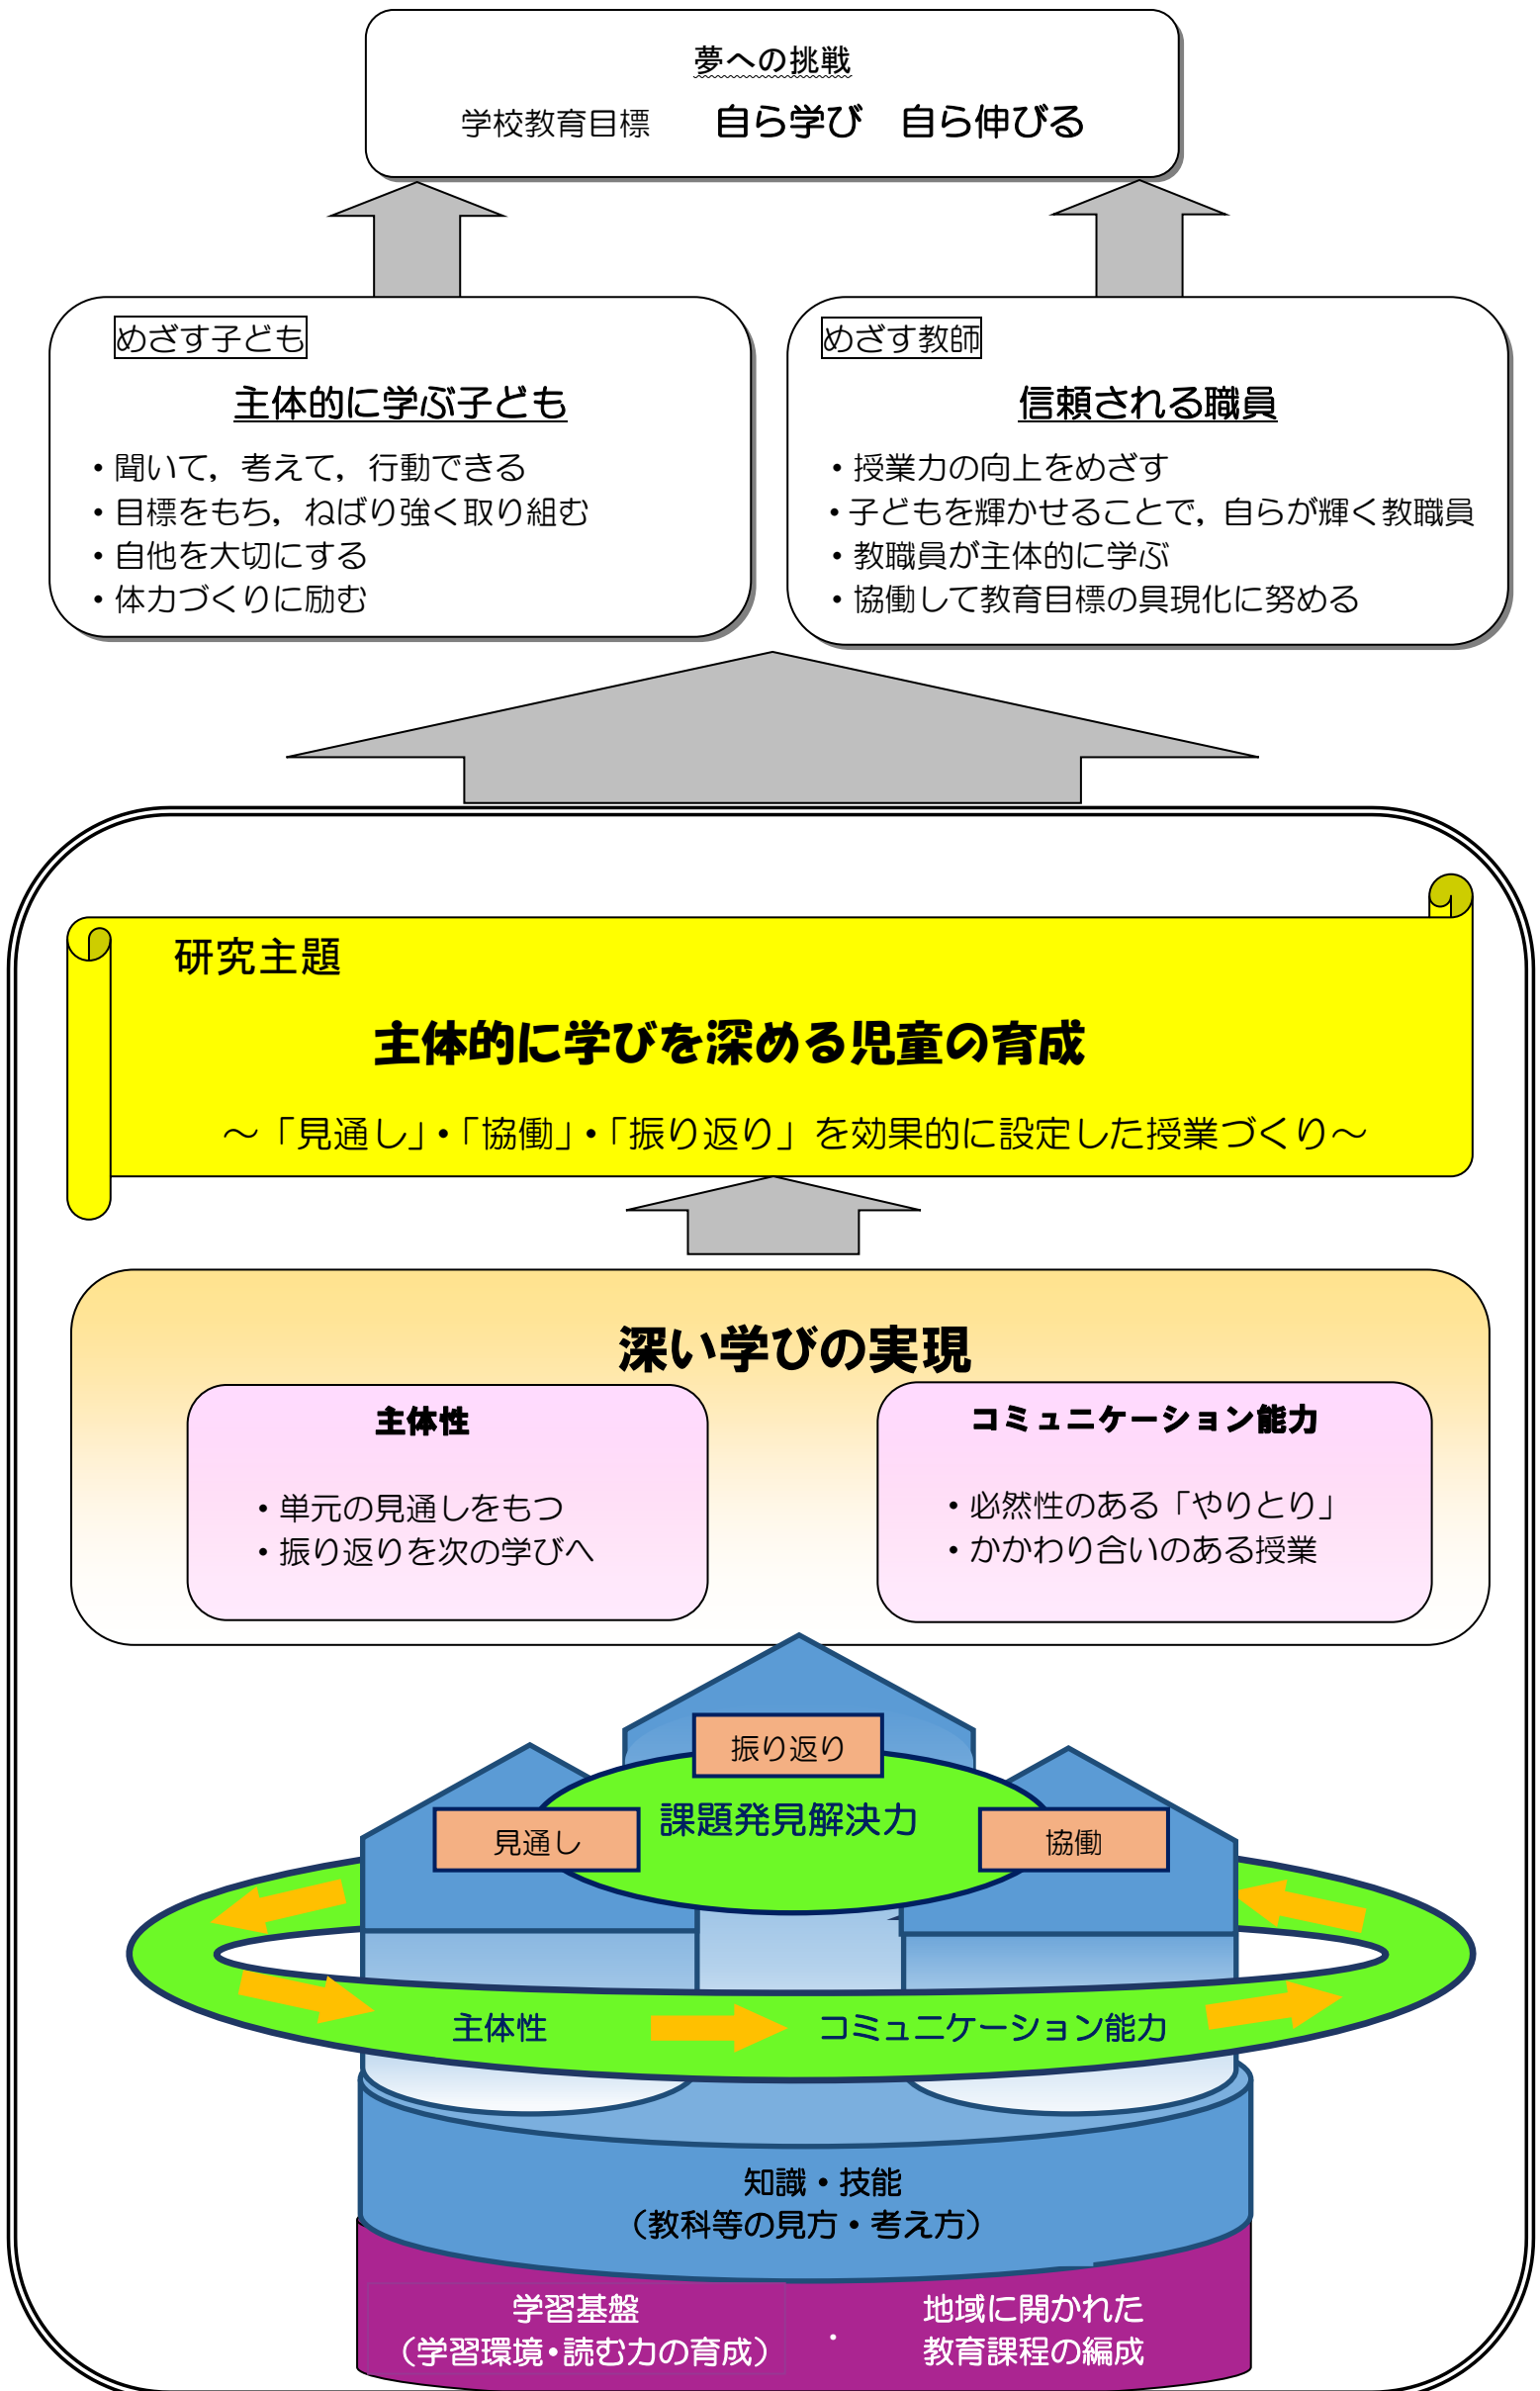 夢への挑戦
学校教育目標　　自ら学び　自ら伸びる
めざす子ども
主体的に学ぶ子ども
・聞いて，考えて，行動できる
・目標をもち，ねばり強く取り組む
・自他を大切にする
・体力づくりに励む
めざす教師
信頼される職員
・授業力の向上をめざす
・子どもを輝かせることで，自らが輝く教職員
・教職員が主体的に学ぶ
・協働して教育目標の具現化に努める
研究主題
主体的に学びを深める児童の育成
～「見通し」・「協働」・「振り返り」を効果的に設定した授業づくり～
深い学びの実現
主体性
・単元の見通しをもつ
・振り返りを次の学びへ
コミュニケーション能力
・必然性のある「やりとり」
・かかわり合いのある授業
振り返り
課題発見解決力
見通し
協働
主体性
コミュニケーション能力
知識・技能
（教科等の見方・考え方）
学習基盤
（学習環境・読む力の育成）
・
地域に開かれた
教育課程の編成